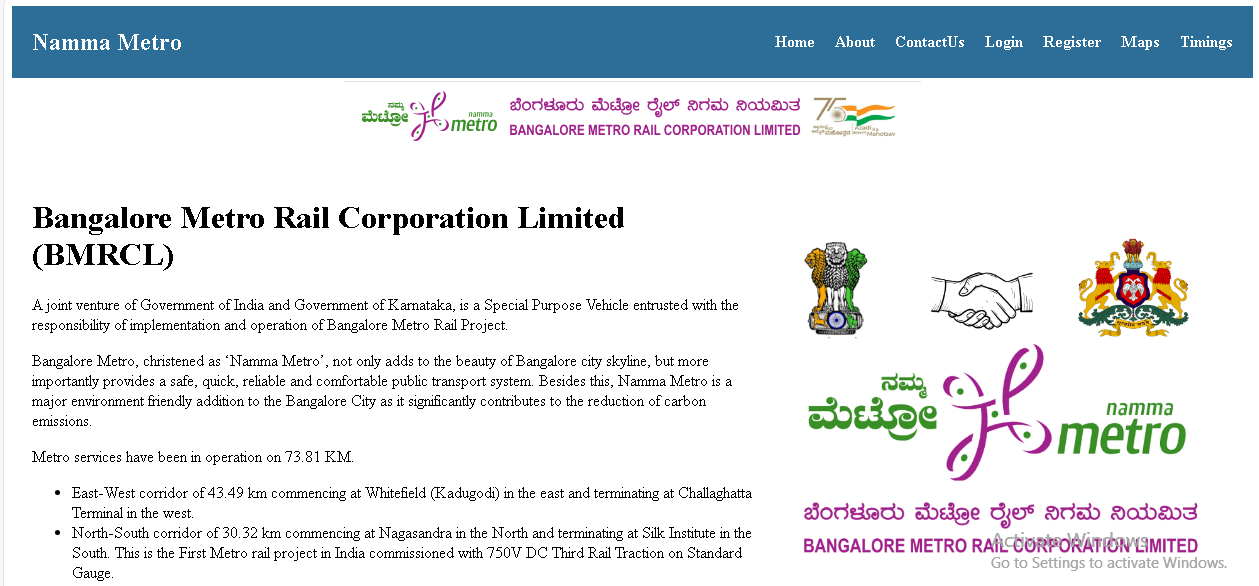 Namma Metro
Home About ContactUs Login Register Maps Timings
ನಮ್ಮ
ಮೆಟ್ರೋ
namma
metro
ಬೆಂಗಳೂರು ಮೆಟ್ರೋ ರೈಲ್ ನಿಗಮ ನಿಯಮಿತ
BANGALORE METRO RAIL CORPORATION LIMITED
75
Azadi Ka
Mahotsav
Bangalore Metro Rail Corporation Limited
(BMRCL)
A joint venture of Government of India and Government of Karnataka, is a Special Purpose Vehicle entrusted with the
responsibility of implementation and operation of Bangalore Metro Rail Project.
Bangalore Metro, christened as ‘Namma Metro’, not only adds to the beauty of Bangalore city skyline, but more
importantly provides a safe, quick, reliable and comfortable public transport system. Besides this, Namma Metro is a
major environment friendly addition to the Bangalore City as it significantly contributes to the reduction of carbon
emissions.
Metro services have been in operation on 73.81 KM.
• East-West corridor of 43.49 km commencing at Whitefield (Kadugodi) in the east and terminating at Challaghatta
Terminal in the west.
• North-South corridor of 30.32 km commencing at Nagasandra in the North and terminating at Silk Institute in the
South. This is the First Metro rail project in India commissioned with 750V DC Third Rail Traction on Standard
Gauge.
ನಮ್ಮ
ಮೆಟ್ರೋ
namma
metro
ಬೆಂಗಳೂರು ಮೆಟ್ರೋ ರೈಲ್ ನಿಗಮ ನಿಯಮಿತ
BANGALORE METRO RAIL CORPORATION LIMITED
Activate Windows
Go to Settings to activate Windows.